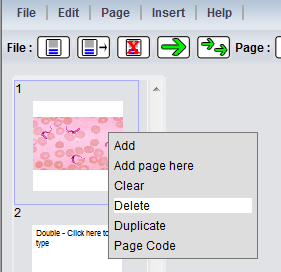 File | Edit | Page | Insert | Help |
File : Page :
1
Add
Add page here
Clear
Delete
Duplicate
Page Code
2
Double - Click here to
type